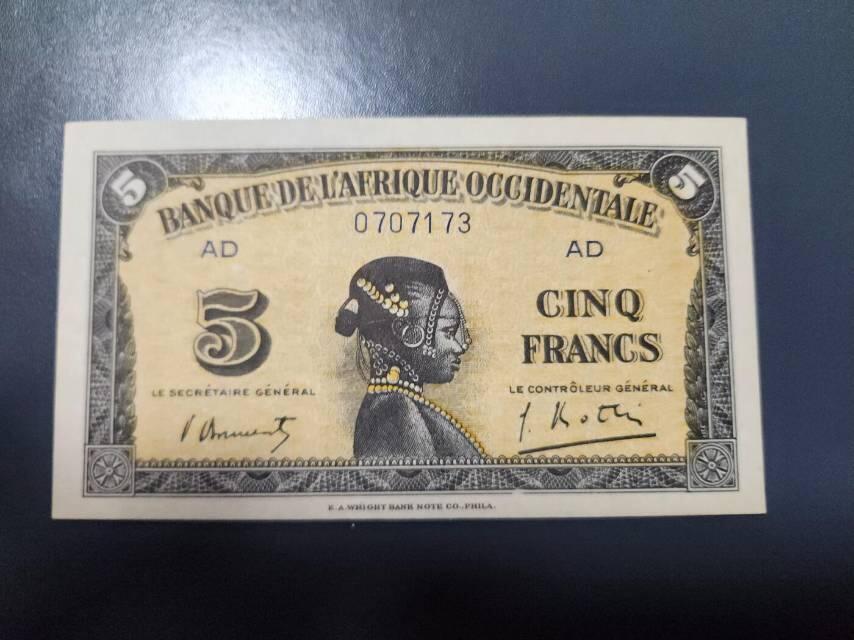 5 5
BANQUE DE L'AFRIQUE OCCIDENTALE
0707173
AD AD
5
CINQ
FRANCS
LE SECRÉTAIRE GÉNÉRAL
LE CONTRÔLEUR GÉNÉRAL
E. A. WRIGHT BANK NOTE CO., PHILA.